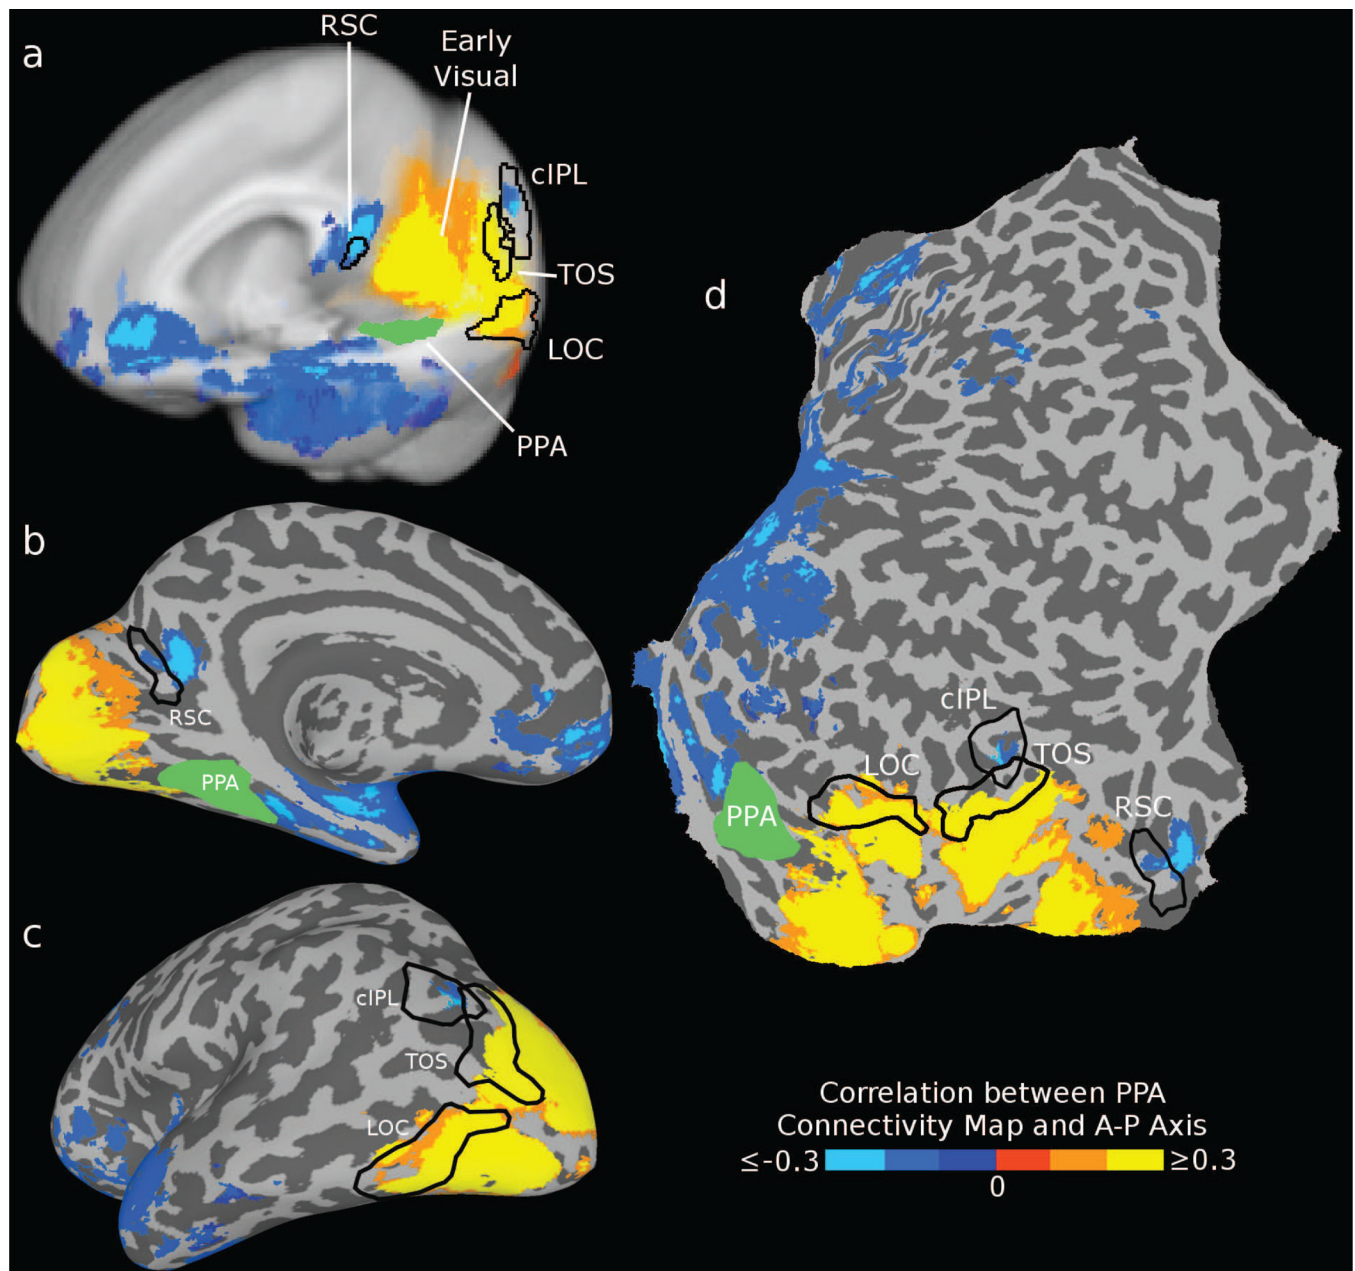 a
RSC
Early
Visual
cIPL
TOS
LOC
PPA
b
RSC
PPA
c
cIPL
TOS
LOC
d
cIPL
TOS
LOC
RSC
PPA
Correlation between PPA
Connectivity Map and A-P Axis
≤-0.3
≥0.3
0